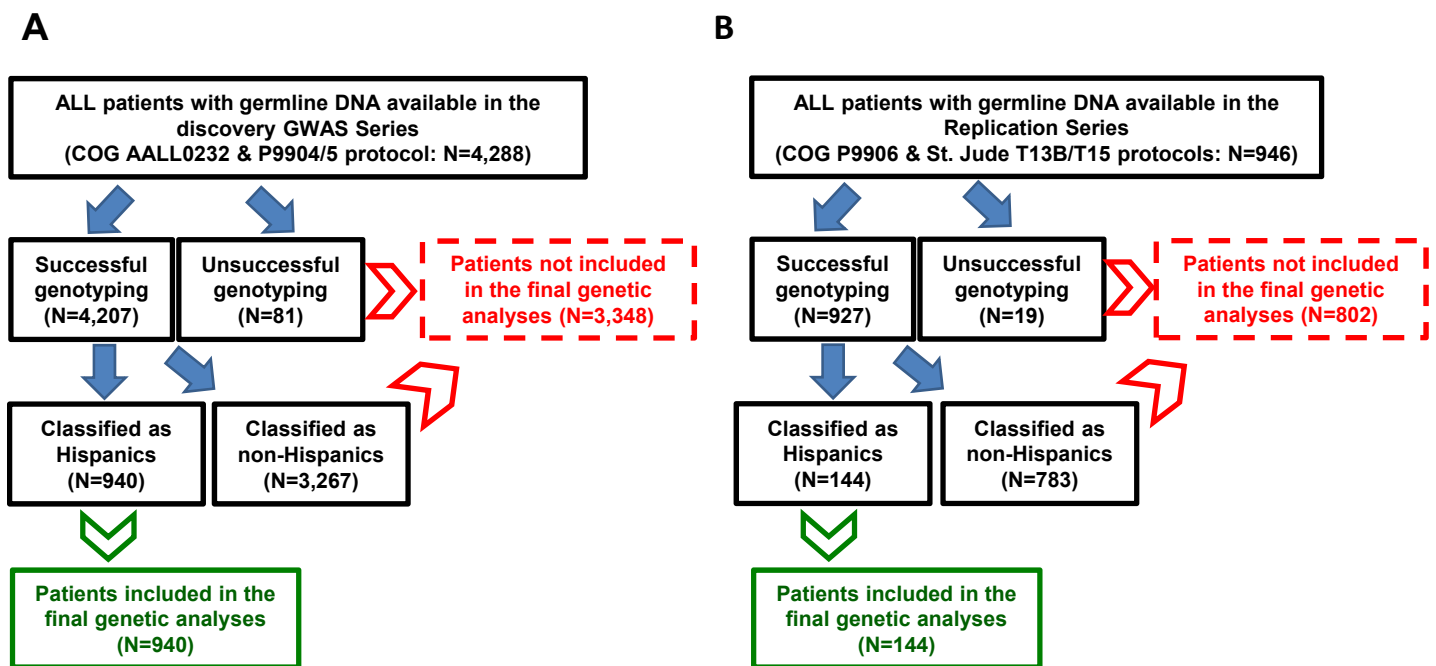 A
ALL patients with germline DNA available in the
discovery GWAS Series
(COG AALL0232 & P9904/5 protocol: N=4,288)
Successful
genotyping
(N=4,207)
Unsuccessful
genotyping
(N=81)
Patients not included
in the final genetic
analyses (N=3,348)
Classified as
Hispanics
(N=940)
Classified as
non-Hispanics
(N=3,267)
Patients included in the
final genetic analyses
(N=940)
B
ALL patients with germline DNA available in the
Replication Series
(COG P9906 & St. Jude T13B/T15 protocols: N=946)
Successful
genotyping
(N=927)
Unsuccessful
genotyping
(N=19)
Patients not included
in the final genetic
analyses (N=802)
Classified as
Hispanics
(N=144)
Classified as
non-Hispanics
(N=783)
Patients included in the
final genetic analyses
(N=144)